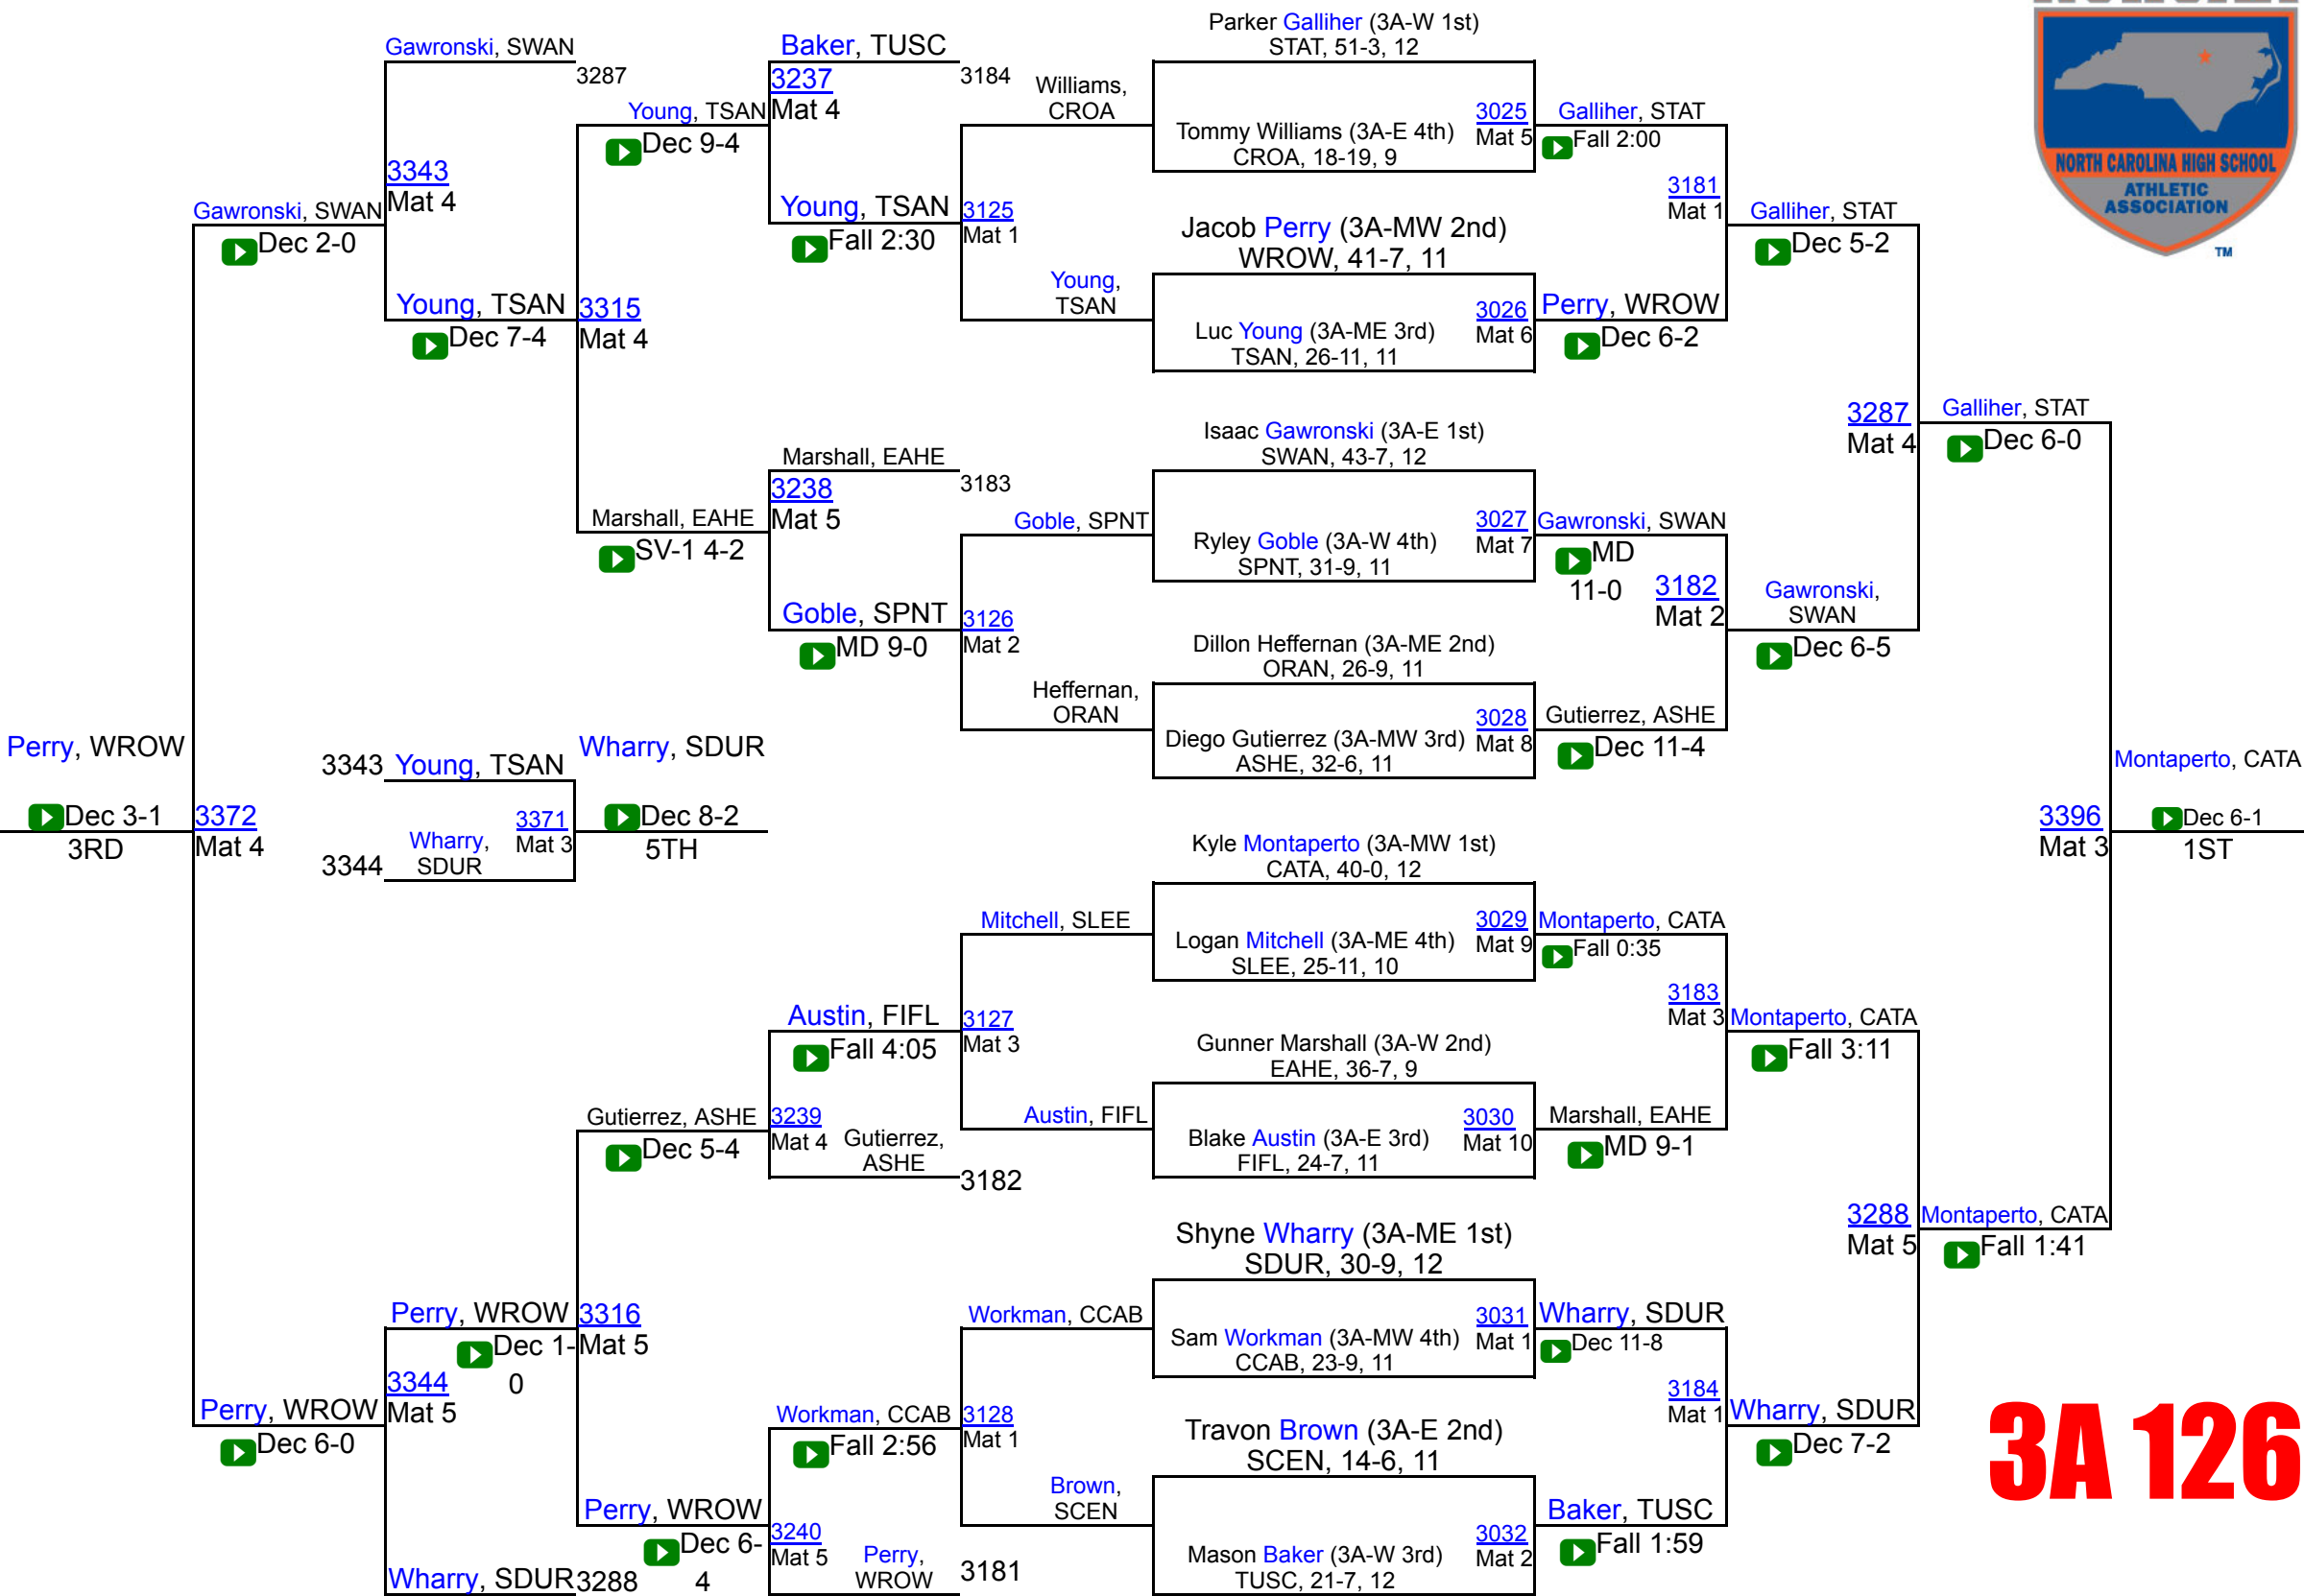 Gawronski, SWAN
3287
3343
Mat 4
Gawronski, SWAN
Dec 2-0
Young, TSAN
Dec 7-4
Young, TSAN
Dec 9-4
3315
Mat 4
Marshall, EAHE
SV-1 4-2
Baker, TUSC
3184
3237
Mat 4
Young, TSAN
Fall 2:30
Marshall, EAHE
3183
3238
Mat 5
Goble, SPNT
MD 9-0
Williams,
CROA
3125
Mat 1
Young,
TSAN
Goble, SPNT
3126
Mat 2
Heffernan,
ORAN
Parker Galliher (3A-W 1st)
STAT, 51-3, 12
Tommy Williams (3A-E 4th)
CROA, 18-19, 9
3025
Mat 5
Galliher, STAT
Fall 2:00
Jacob Perry (3A-MW 2nd)
WROW, 41-7, 11
Luc Young (3A-ME 3rd)
TSAN, 26-11, 11
3026
Mat 6
Perry, WROW
Dec 6-2
3181
Mat 1
Galliher, STAT
Dec 5-2
Isaac Gawronski (3A-E 1st)
SWAN, 43-7, 12
Ryley Goble (3A-W 4th)
SPNT, 31-9, 11
3027
Mat 7
Gawronski, SWAN
MD
11-0
Dillon Heffernan (3A-ME 2nd)
ORAN, 26-9, 11
Diego Gutierrez (3A-MW 3rd)
ASHE, 32-6, 11
3028
Mat 8
Gutierrez, ASHE
Dec 11-4
3182
Mat 2
Gawronski,
SWAN
Dec 6-5
3287
Mat 4
Galliher, STAT
Dec 6-0
NORTH CAROLINA HIGH SCHOOL
ATHLETIC
ASSOCIATION
TM
Perry, WROW
Dec 3-1
3RD
3372
Mat 4
3343 Young, TSAN
3344
Wharry,
SDUR
3371
Mat 3
Wharry, SDUR
Dec 8-2
5TH
Montaperto, CATA
Dec 6-1
1ST
3396
Mat 3
Mitchell, SLEE
Austin, FIFL
Fall 4:05
3127
Mat 3
Austin, FIFL
Gutierrez, ASHE
Dec 5-4
3239
Mat 4
Gutierrez,
ASHE
3182
Kyle Montaperto (3A-MW 1st)
CATA, 40-0, 12
Logan Mitchell (3A-ME 4th)
SLEE, 25-11, 10
3029
Mat 9
Montaperto, CATA
Fall 0:35
Gunner Marshall (3A-W 2nd)
EAHE, 36-7, 9
Blake Austin (3A-E 3rd)
FIFL, 24-7, 11
3030
Mat 10
Marshall, EAHE
MD 9-1
3183
Mat 3
Montaperto, CATA
Fall 3:11
3288
Mat 5
Montaperto, CATA
Fall 1:41
Perry, WROW
Dec 1-
0
3316
Mat 5
3344
Mat 5
Perry, WROW
Dec 6-0
Wharry, SDUR
3288
Perry, WROW
Dec 6-
4
Workman, CCAB
Fall 2:56
3240
Mat 5
Perry,
WROW
3181
Workman, CCAB
3128
Mat 1
Brown,
SCEN
Shyne Wharry (3A-ME 1st)
SDUR, 30-9, 12
Sam Workman (3A-MW 4th)
CCAB, 23-9, 11
3031
Mat 1
Wharry, SDUR
Dec 11-8
Travon Brown (3A-E 2nd)
SCEN, 14-6, 11
Mason Baker (3A-W 3rd)
TUSC, 21-7, 12
3032
Mat 2
Baker, TUSC
Fall 1:59
3184
Mat 1
Wharry, SDUR
Dec 7-2
3A 126